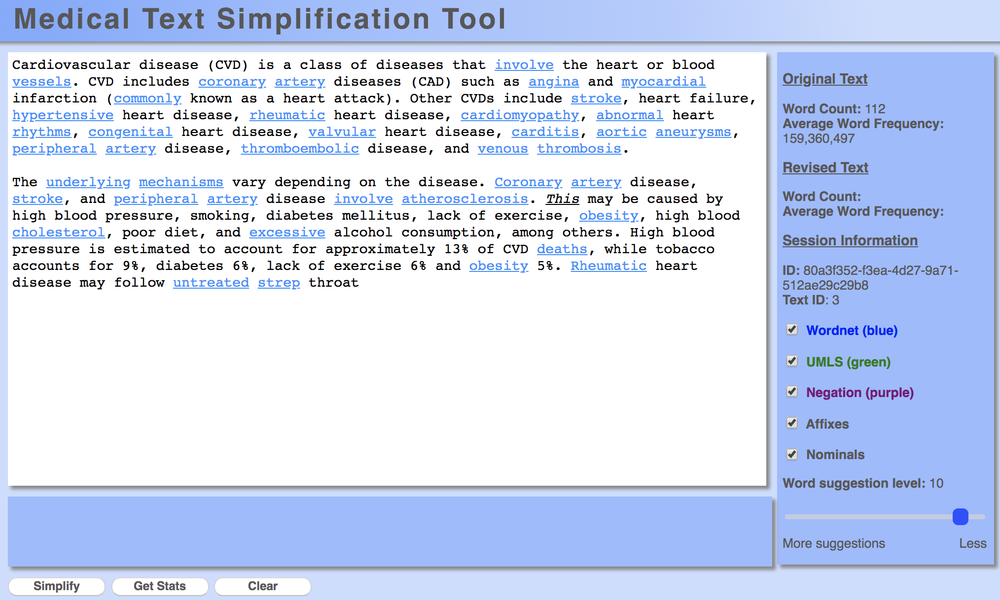 Medical Text Simplification Tool
Cardiovascular disease (CVD) is a class of diseases that involve the heart or blood
vessels. CVD includes coronary artery diseases (CAD) such as angina and myocardial
infarction (commonly known as a heart attack). Other CVDs include stroke, heart failure,
hypertensive heart disease, rheumatic heart disease, cardiomyopathy, abnormal heart
rhythms, congenital heart disease, valvular heart disease, carditis, aortic aneurysms,
peripheral artery disease, thromboembolic disease, and venous thrombosis.
The underlying mechanisms vary depending on the disease. Coronary artery disease,
stroke, and peripheral artery disease involve atherosclerosis. This may be caused by
high blood pressure, smoking, diabetes mellitus, lack of exercise, obesity, high blood
cholesterol, poor diet, and excessive alcohol consumption, among others. High blood
pressure is estimated to account for approximately 13% of CVD deaths, while tobacco
accounts for 9%, diabetes 6%, lack of exercise 6% and obesity 5%. Rheumatic heart
disease may follow untreated strep throat
Original Text
Word Count: 112
Average Word Frequency:
159,360,497
Revised Text
Word Count:
Average Word Frequency:
Session Information
ID: 80a3f352-f3ea-4d27-9a71-
512ae29c29b8
Text ID: 3
Wordnet (blue)
UMLS (green)
Negation (purple)
Affixes
Nominals
Word suggestion level: 10
More suggestions Less
Simplify Get Stats Clear